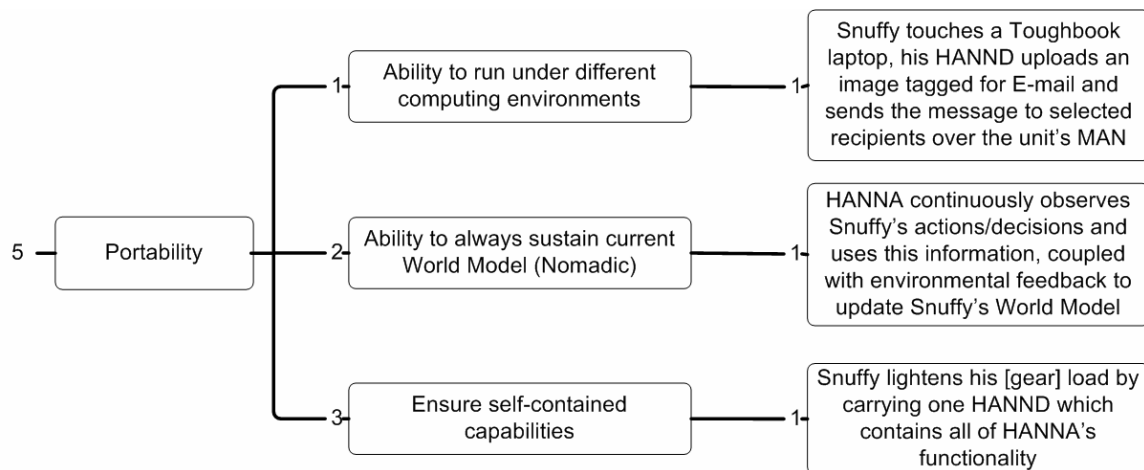 5
Portability
1
Ability to run under different
computing environments
1
Snuffy touches a Toughbook
laptop, his HANND uploads an
image tagged for E-mail and
sends the message to selected
recipients over the unit's MAN
2
Ability to always sustain current
World Model (Nomadic)
1
HANNA continuously observes
Snuffy's actions/decisions and
uses this information, coupled
with environmental feedback to
update Snuffy's World Model
3
Ensure self-contained
capabilities
1
Snuffy lightens his [gear] load by
carrying one HANND which
contains all of HANNA's
functionality